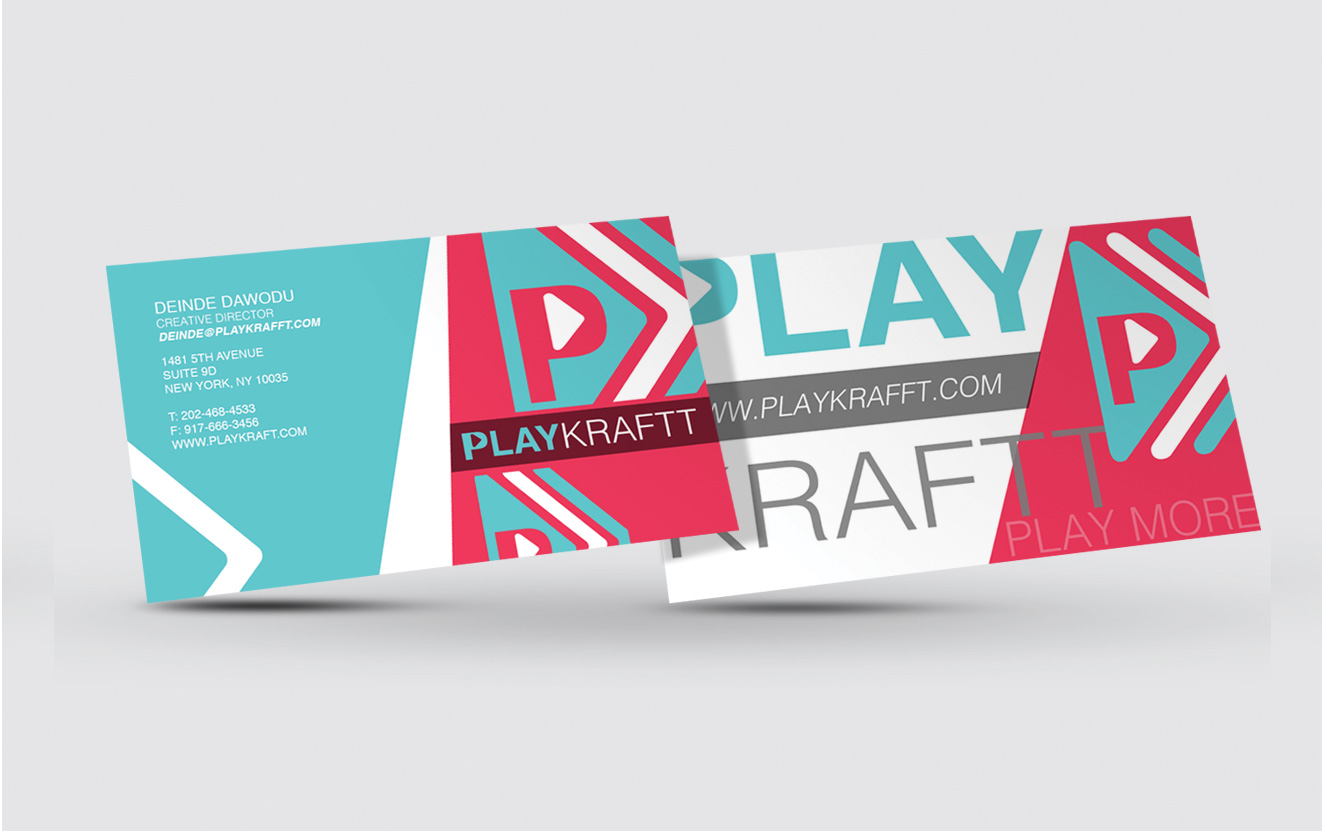 DEINDE DAWODU
CREATIVE DIRECTOR
DEINDE@PLAYKRAFFT.COM
1481 5TH AVENUE
SUITE 9D
NEW YORK, NY 10035
T: 202-468-4533
F: 917-666-3456
WWW.PLAYKRAFT.COM
P
PLAYKRAFTT
P
PLAY
WW.PLAYKRAFFT.COM
KRAFTT
PLAY MORE
P